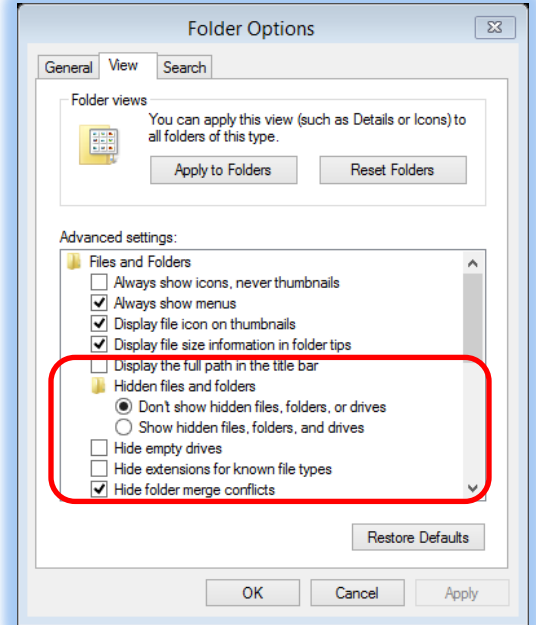 Folder Options
General View Search
Folder views
You can apply this view (such as Details or Icons) to
all folders of this type.
Apply to Folders Reset Folders
Advanced settings:
Files and Folders
Always show icons, never thumbnails
Always show menus
Display file icon on thumbnails
Display file size information in folder tips
Display the full path in the title bar
Hidden files and folders
Don't show hidden files, folders, or drives
Show hidden files, folders, and drives
Hide empty drives
Hide extensions for known file types
Hide folder merge conflicts
Restore Defaults
OK Cancel Apply